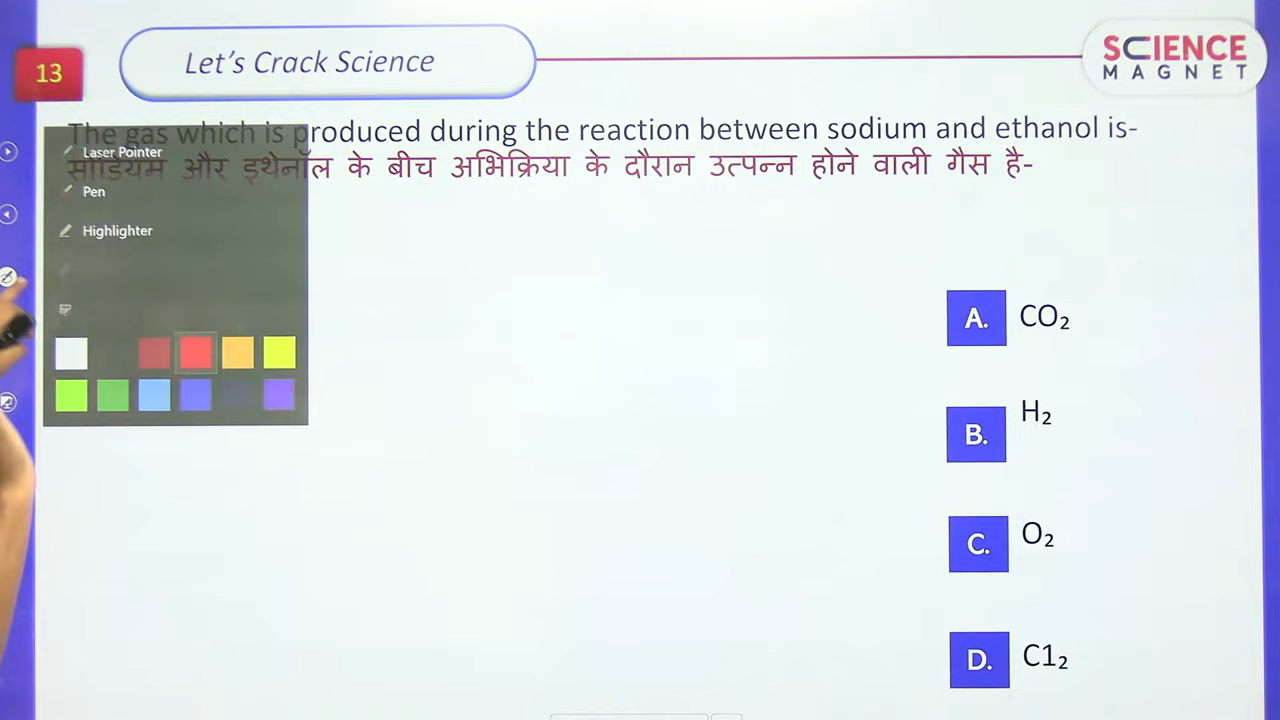 13
Let's Crack Science
SCIENCE
MAGNET
The gas which is produced during the reaction between sodium and ethanol is-
सोडियम और इथेनॉल के बीच अभिक्रिया के दौरान उत्पन्न होने वाली गैस है-
Laser Pointer
Pen
Highlighter
A. CO₂
B. H₂
C. O₂
D. C1₂